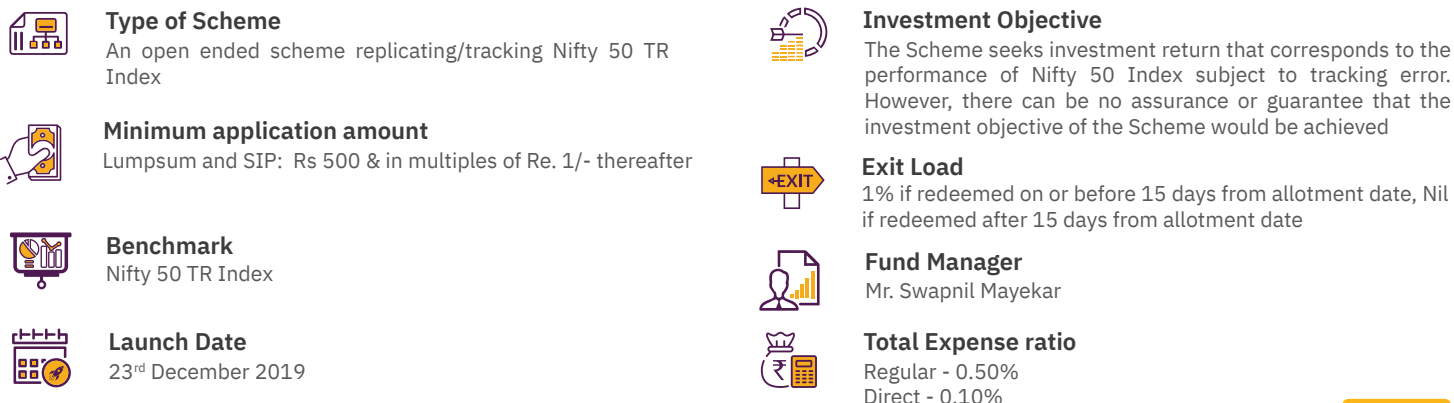 Type of Scheme
An open ended scheme replicating/tracking Nifty 50 TR
Index
Minimum application amount
Lumpsum and SIP: Rs 500 & in multiples of Re. 1/- thereafter
Benchmark
Nifty 50 TR Index
Launch Date
23rd December 2019
Investment Objective
The Scheme seeks investment return that corresponds to the
performance of Nifty 50 Index subject to tracking error.
However, there can be no assurance or guarantee that the
investment objective of the Scheme would be achieved
EXIT
Exit Load
1% if redeemed on or before 15 days from allotment date, Nil
if redeemed after 15 days from allotment date
Fund Manager
Mr. Swapnil Mayekar
₹
Total Expense ratio
Regular - 0.50%
Direct - 0.10%